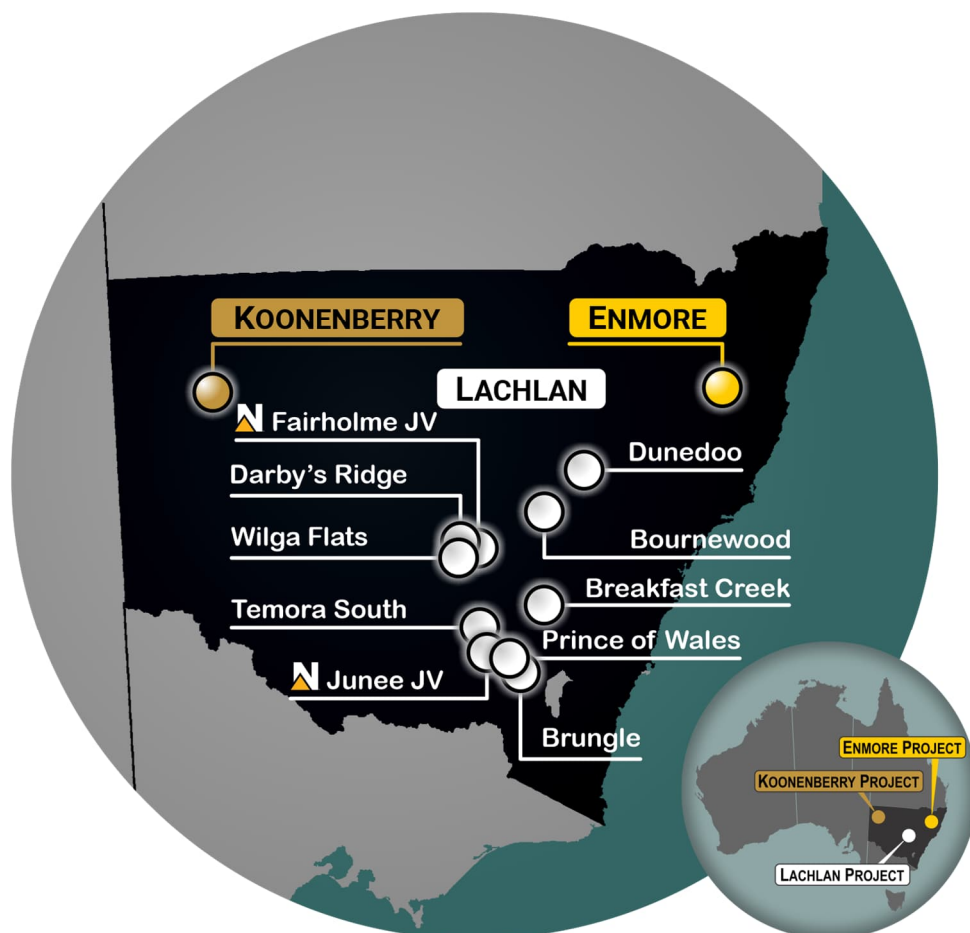 KOONENBERRY
ENMORE
LACHLAN
N Fairholme JV
Dunedoo
Darby's Ridge
Wilga Flats
Bournewood
Breakfast Creek
Temora South
Prince of Wales
N Junee JV
Brungle
ENMORE PROJECT
KOONENBERRY PROJECT
LACHLAN PROJECT